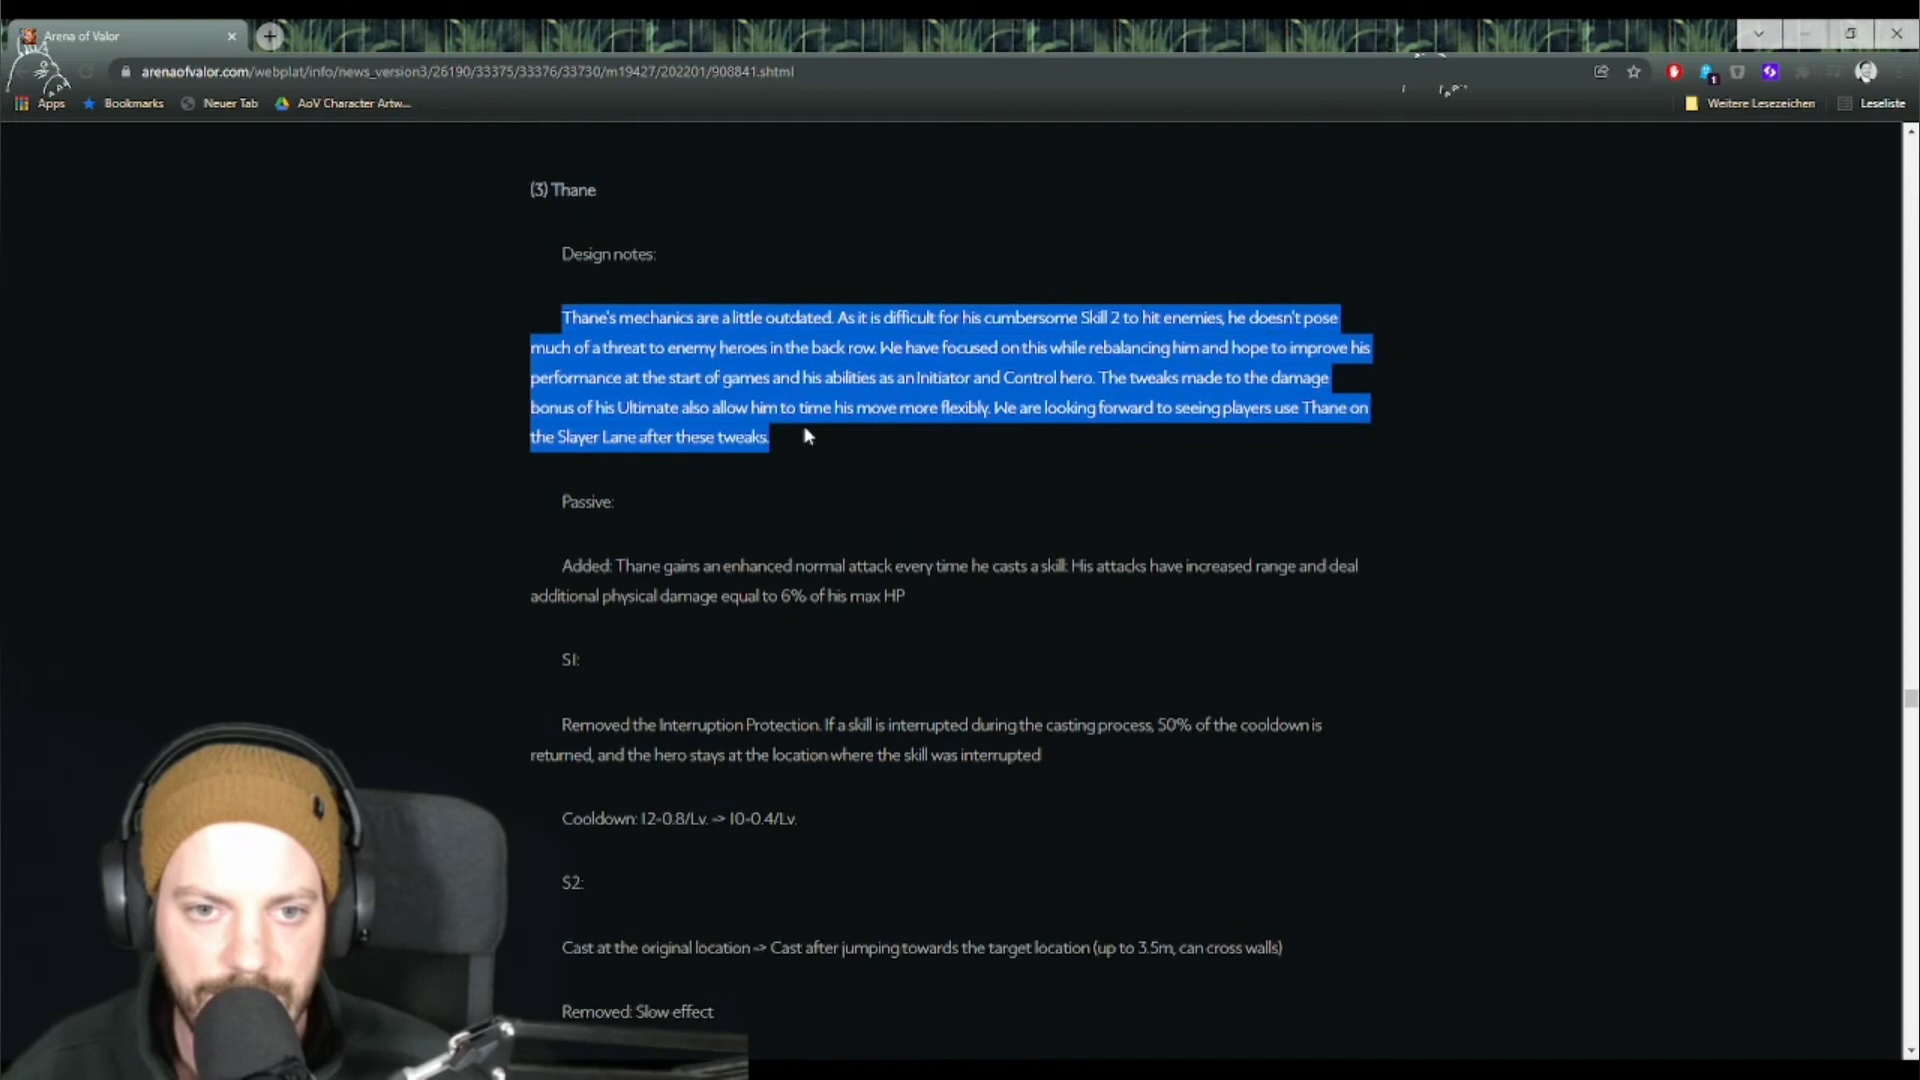 Arena of Valor
arenaofvalor.com/webplat/info/news_version3/26190/33375/33376/33730/m19427/202201/908841.shtml
Apps
Bookmarks
Neuer Tab
AoV Character Artw...
Weitere Lesezeichen
Leseliste
(3) Thane
Design notes:
Thane's mechanics are a little outdated. As it is difficult for his cumbersome Skill 2 to hit enemies, he doesn't pose
much of a threat to enemy heroes in the back row. We have focused on this while rebalancing him and hope to improve his
performance at the start of games and his abilities as an Initiator and Control hero. The tweaks made to the damage
bonus of his Ultimate also allow him to time his move more flexibly. We are looking forward to seeing players use Thane on
the Slayer Lane after these tweaks.
Passive:
Added: Thane gains an enhanced normal attack every time he casts a skill: His attacks have increased range and deal
additional physical damage equal to 6% of his max HP
S1:
Removed the Interruption Protection. If a skill is interrupted during the casting process, 50% of the cooldown is
returned, and the hero stays at the location where the skill was interrupted
Cooldown: 12-0.8/Lv. -> 10-0.4/Lv.
S2:
Cast at the original location -> Cast after jumping towards the target location (up to 3.5m, can cross walls)
Removed: Slow effect